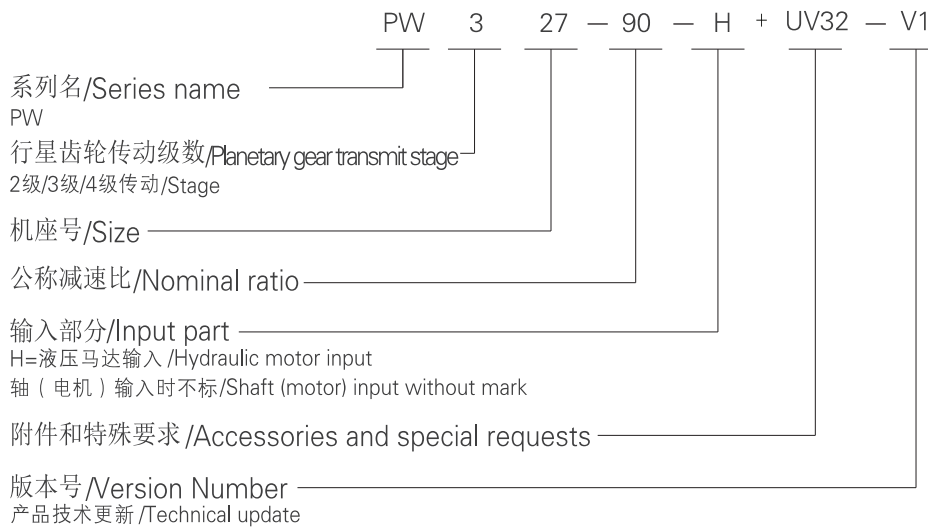 PW 3 27 — 90 — H + UV32 — V1
系列名/Series name
PW
行星齿轮传动级数/Planetary gear transmit stage
2级/3级/4级传动/Stage
机座号/Size
公称减速比/Nominal ratio
输入部分/Input part
H=液压马达输入/Hydraulic motor input
轴（电机）输入时不标/Shaft (motor) input without mark
附件和特殊要求/Accessories and special requests
版本号/Version Number
产品技术更新/Technical update